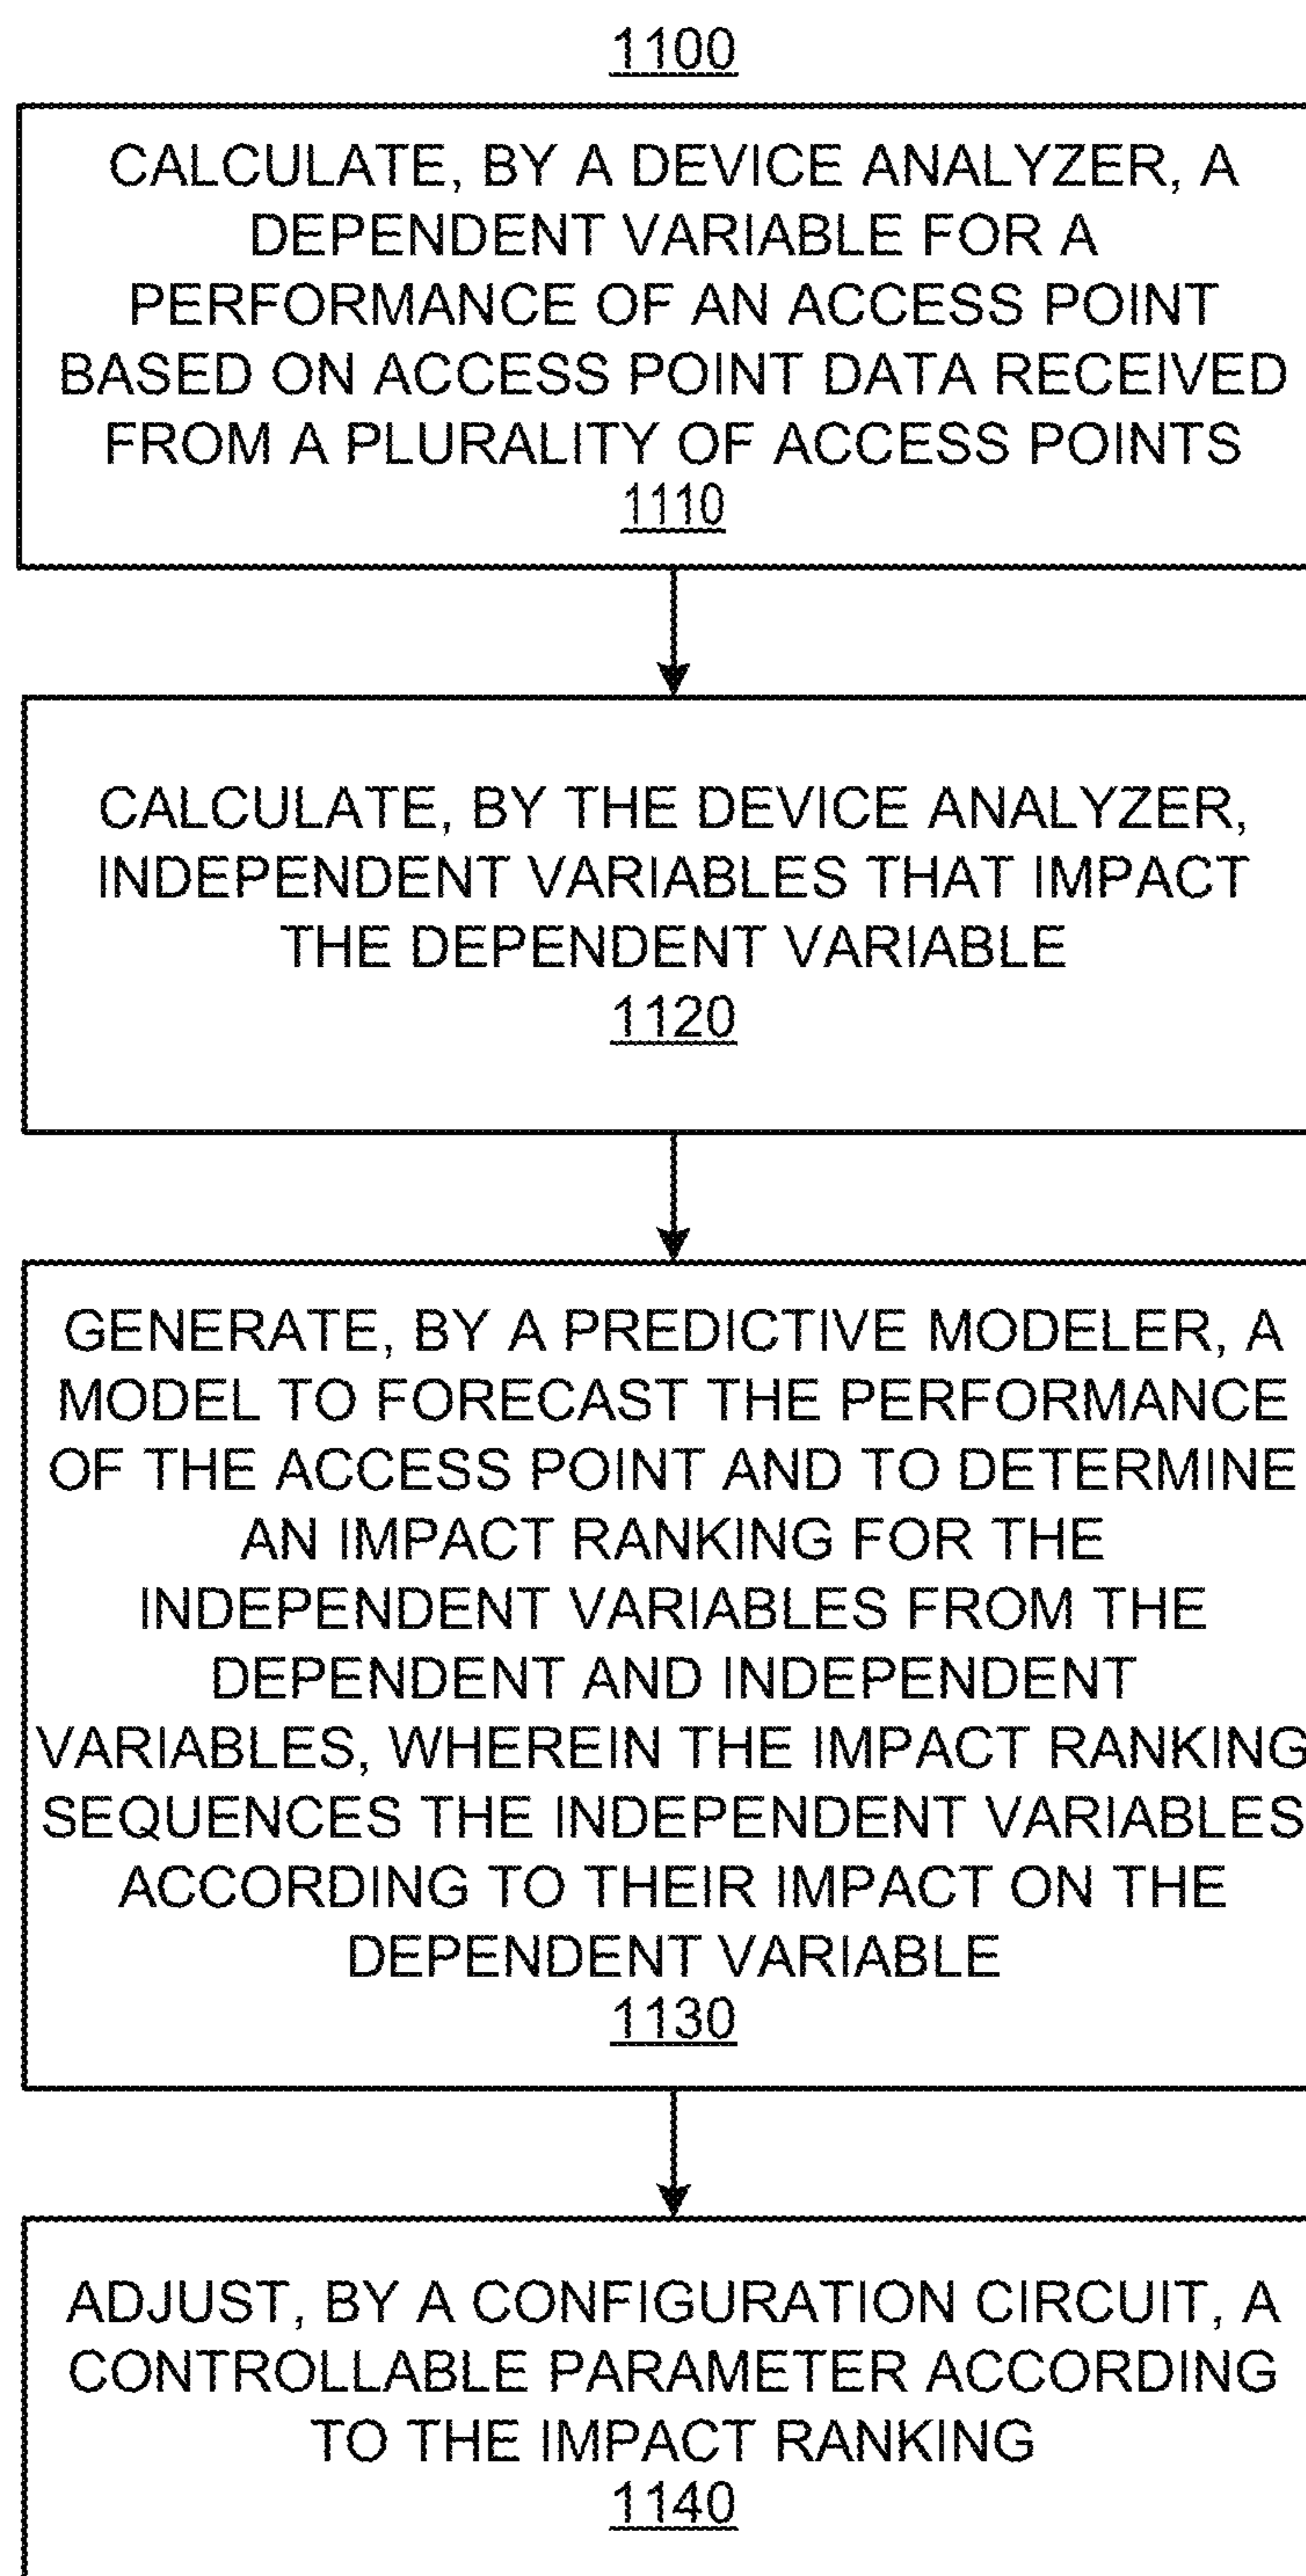 1100
CALCULATE, BY A DEVICE ANALYZER, A
DEPENDENT VARIABLE FOR A
PERFORMANCE OF AN ACCESS POINT
BASED ON ACCESS POINT DATA RECEIVED
FROM A PLURALITY OF ACCESS POINTS
1110
CALCULATE, BY THE DEVICE ANALYZER,
INDEPENDENT VARIABLES THAT IMPACT
THE DEPENDENT VARIABLE
1120
GENERATE, BY A PREDICTIVE MODELER, A
MODEL TO FORECAST THE PERFORMANCE
OF THE ACCESS POINT AND TO DETERMINE
AN IMPACT RANKING FOR THE
INDEPENDENT VARIABLES FROM THE
DEPENDENT AND INDEPENDENT
VARIABLES, WHEREIN THE IMPACT RANKING
SEQUENCES THE INDEPENDENT VARIABLES
ACCORDING TO THEIR IMPACT ON THE
DEPENDENT VARIABLE
1130
ADJUST, BY A CONFIGURATION CIRCUIT, A
CONTROLLABLE PARAMETER ACCORDING
TO THE IMPACT RANKING
1140